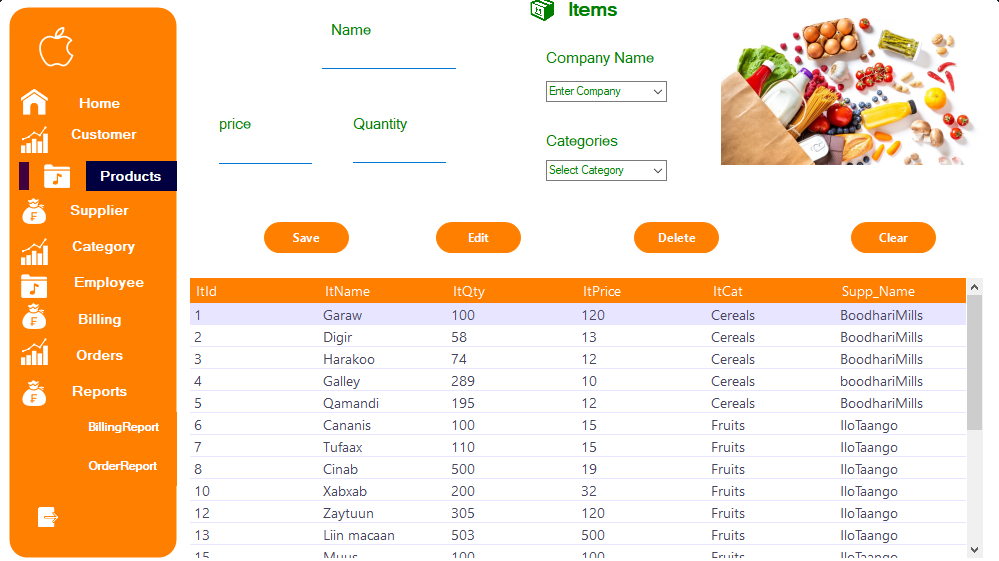 Home
Customer
Products
Supplier
Category
Employee
Billing
Orders
Reports
BillingReport
OrderReport
Items
Name
Company Name
Enter Company
price
Quantity
Categories
Select Category
Save Edit Delete Clear
ItId ItName ItQty ItPrice ItCat Supp_Name
1 Garaw 100 120 Cereals BoodhariMills
2 Digir 58 13 Cereals BoodhariMills
3 Harakoo 74 12 Cereals BoodhariMills
4 Galley 289 10 Cereals boodhariMills
5 Qamandi 195 12 Cereals BoodhariMills
6 Cananis 100 15 Fruits IloTaango
7 Tufaax 110 15 Fruits IloTaango
8 Cinab 500 19 Fruits IloTaango
10 Xabxab 200 32 Fruits IloTaango
12 Zaytuun 305 120 Fruits IloTaango
13 Liin macaan 503 500 Fruits IloTaango
15 Muus 100 100 Fruits IloTaango